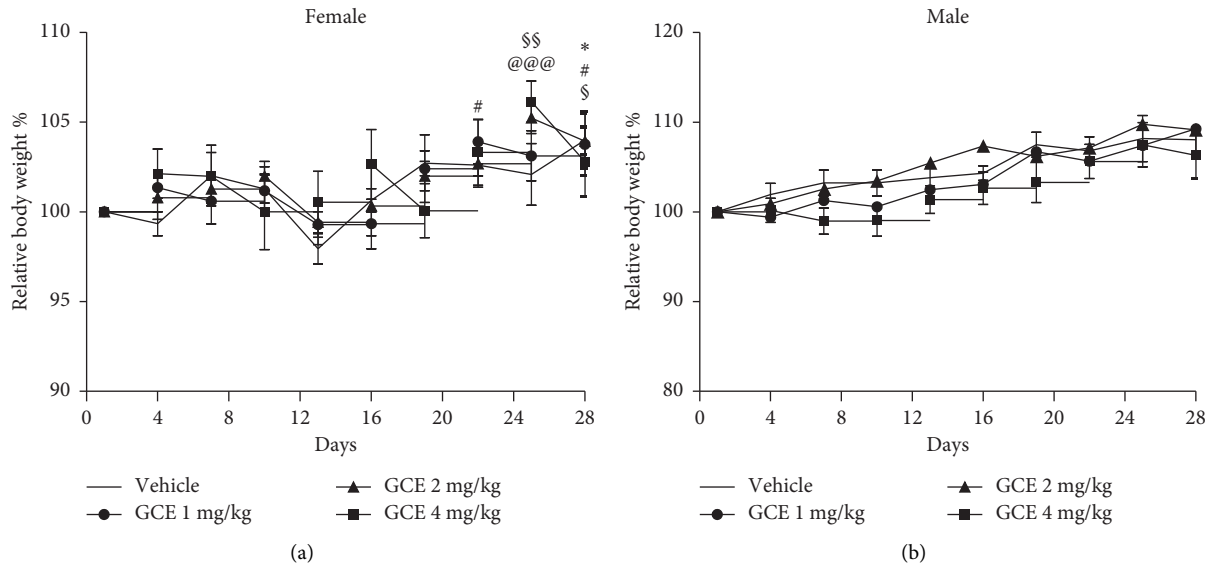 Female
Relative body weight %
110
105
100
95
90
§§
@@@
#
*
#
§
0 4 8 12 16 20 24 28
Days
Vehicle
GCE 1 mg/kg
GCE 2 mg/kg
GCE 4 mg/kg
(a)
Male
Relative body weight %
120
110
100
90
80
0 4 8 12 16 20 24 28
Days
Vehicle
GCE 1 mg/kg
GCE 2 mg/kg
GCE 4 mg/kg
(b)